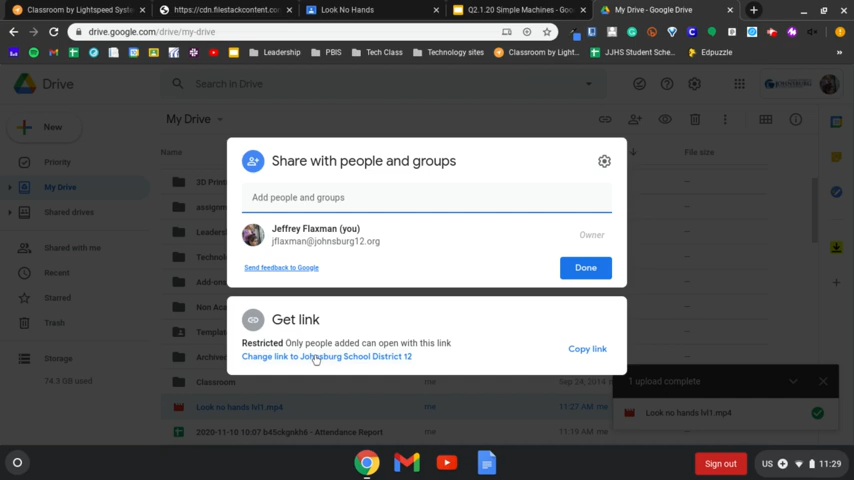 Classroom by Lightspeed Syste
https://cdn.filestackcontent.co
Look No Hands
Q2.1.20 Simple Machines - Goo
My Drive - Google Drive
drive.google.com/drive/my-drive
Leadership
PBIS
Tech Class
Technology sites
Classroom by Light...
JJHS Student Sche...
Edpuzzle
Drive
Search in Drive
New
My Drive
Name
File size
Priority
My Drive
Shared drives
Shared with me
Recent
Starred
Trash
Storage
74.3 GB used
3D Print
assignm
Leaders
Technol
Add-ons
Non Aca
Templat
Archive
Classroom
me
Sep 24, 2014 me
Look no hands lvl1.mp4
me
11:27 AM me
2020-11-10 10:07 b45ckgnkh6 - Attendance Report
me
11:19 AM me
Share with people and groups
Add people and groups
Jeffrey Flaxman (you)
jflaxman@johnsburg12.org
Owner
Send feedback to Google
Done
Get link
Restricted Only people added can open with this link
Change link to Johnsburg School District 12
Copy link
1 upload complete
Look no hands lvl1.mp4
Sign out
US
11:29